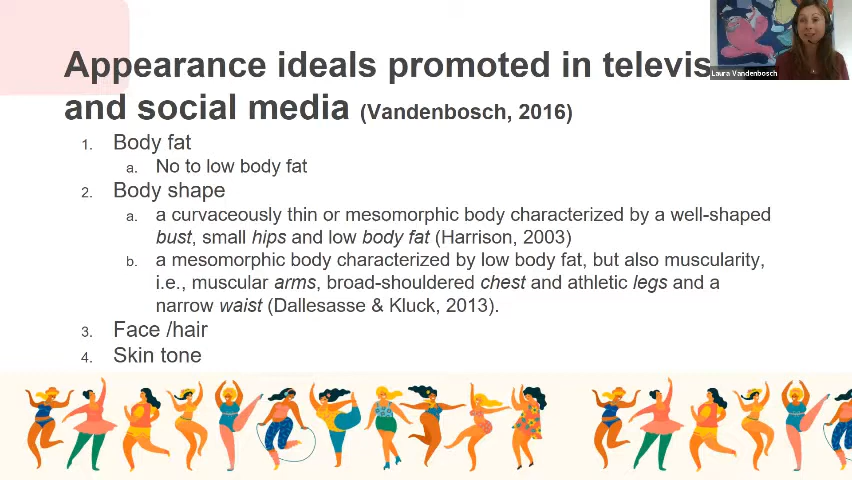 Appearance ideals promoted in televis
and social media (Vandenbosch, 2016)
Laura Vandenbosch
1. Body fat
a. No to low body fat
2. Body shape
a. a curvaceously thin or mesomorphic body characterized by a well-shaped
bust, small hips and low body fat (Harrison, 2003)
b. a mesomorphic body characterized by low body fat, but also muscularity,
i.e., muscular arms, broad-shouldered chest and athletic legs and a
narrow waist (Dallesasse & Kluck, 2013).
3. Face /hair
4. Skin tone